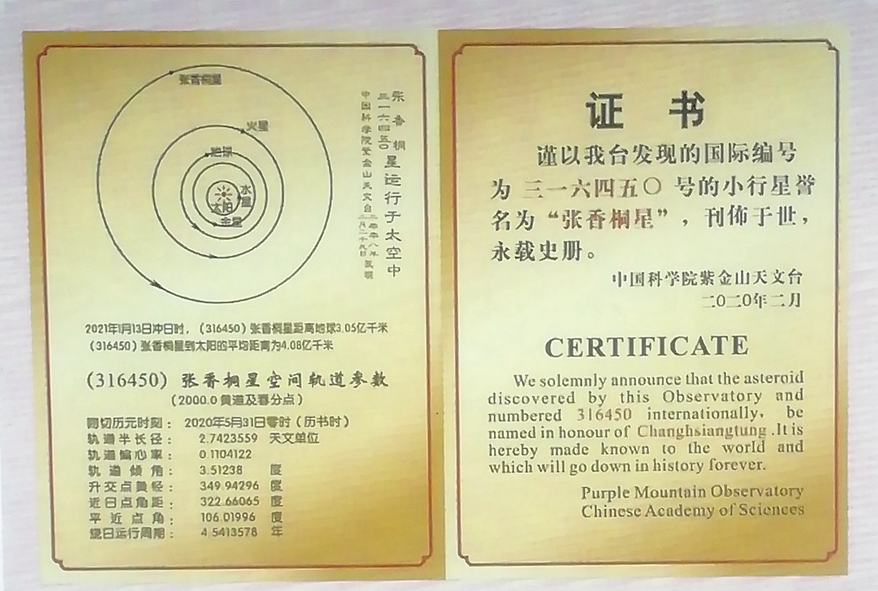 张香桐星
火星
地球
水星
太阳
金星
张香桐星运行于太空中
三一六四五〇
中国科学院紫金山天文台
2021年1月13日冲日时，（316450）张香桐星距离地球3.05亿千米
（316450）张香桐星到太阳的平均距离为4.08亿千米
（316450）张香桐星空间轨道参数
（2000.0 黄道及春分点）
吻切历元时刻： 2020年5月31日零时（历书时）
轨道半长径： 2.7423559 天文单位
轨道偏心率： 0.1104122
轨道倾角： 3.51238 度
升交点黄经： 349.94296 度
近日点角距： 322.66065 度
平近点角： 106.01996 度
绕日运行周期： 4.5413578 年
证 书
谨以我台发现的国际编号
为 三一六四五〇 号的小行星誉
名为“张香桐星”，刊佈于世，
永载史册。
中国科学院紫金山天文台
二〇二〇年二月
CERTIFICATE
We solemnly announce that the asteroid
discovered by this Observatory and
numbered 316450 internationally, be
named in honour of Changhsiangtung .It is
hereby made known to the world and
which will go down in history forever.
Purple Mountain Observatory
Chinese Academy of Sciences